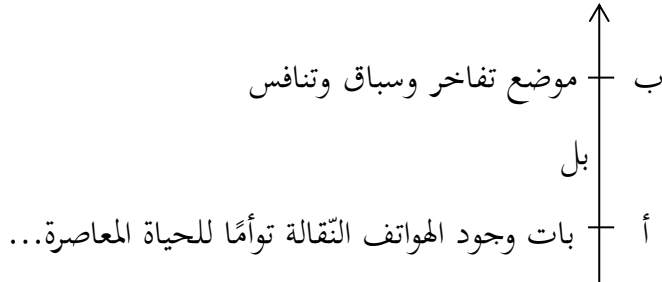 ب موضع تفاخر وسباق وتنافس
بل
أ بات وجود الهواتف النّقالة توأمًا للحياة المعاصرة...